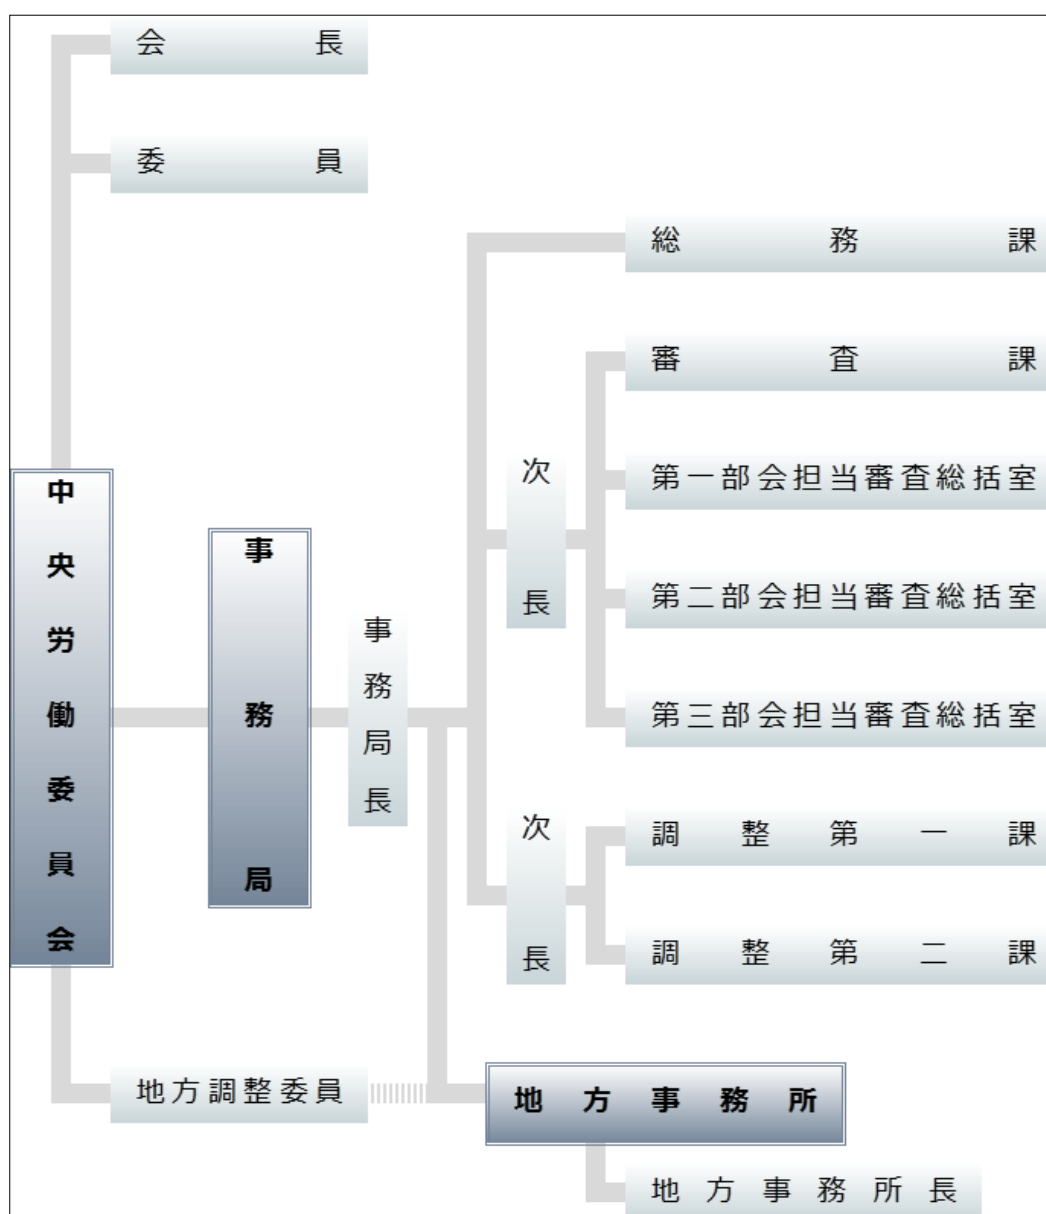 会長
委員
中央労働委員会
事務局
事務局長
総務課
次長
審査課
第一部会担当審査総括室
第二部会担当審査総括室
第三部会担当審査総括室
次長
調整第一課
調整第二課
地方調整委員
地方事務所
地方事務所長